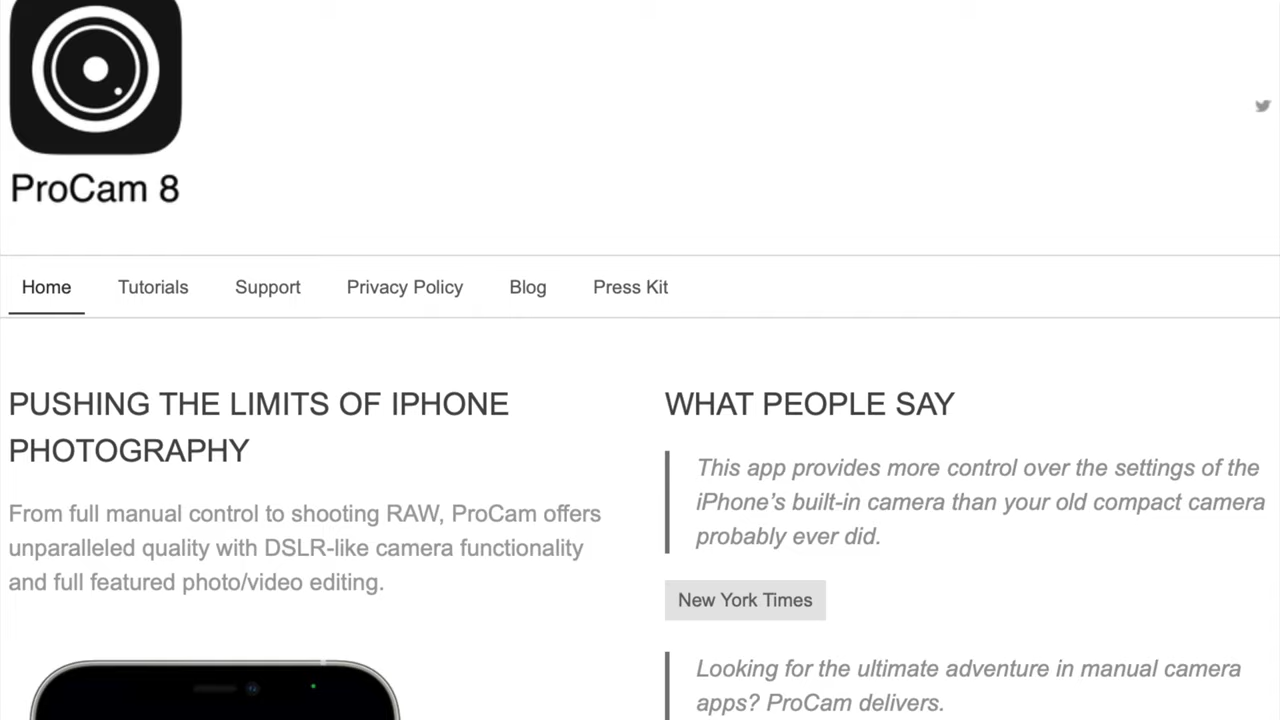 ProCam 8
Home Tutorials Support Privacy Policy Blog Press Kit
PUSHING THE LIMITS OF IPHONE
PHOTOGRAPHY
From full manual control to shooting RAW, ProCam offers
unparalleled quality with DSLR-like camera functionality
and full featured photo/video editing.
WHAT PEOPLE SAY
This app provides more control over the settings of the
iPhone’s built-in camera than your old compact camera
probably ever did.
New York Times
Looking for the ultimate adventure in manual camera
apps? ProCam delivers.